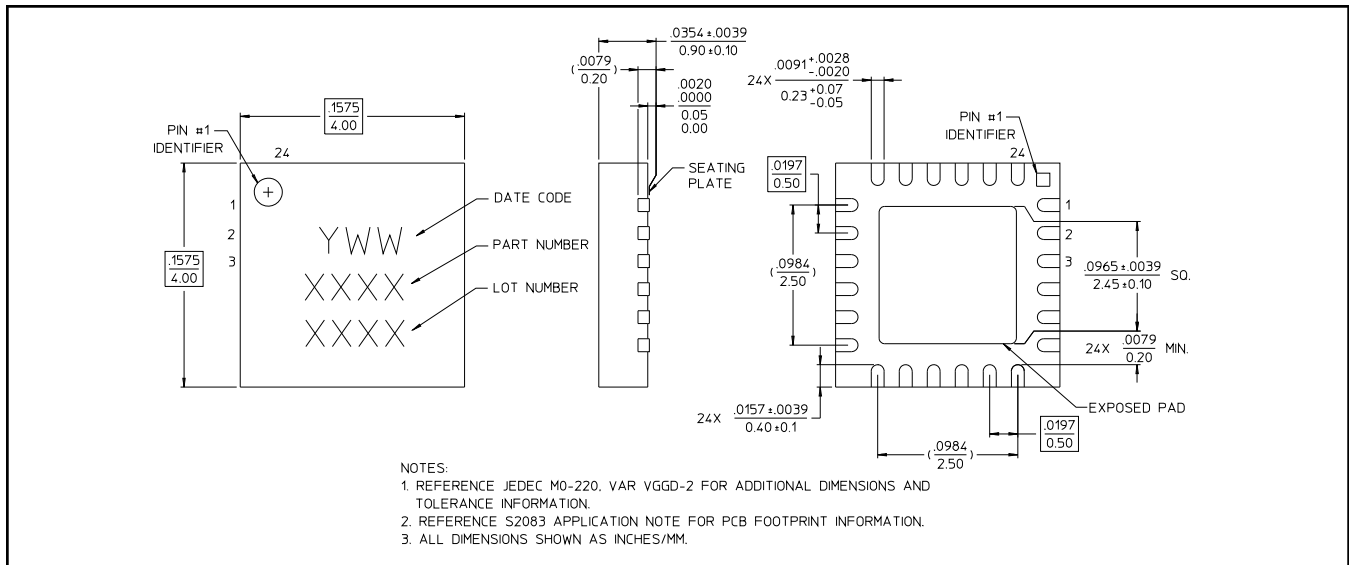 .1575
4.00
PIN #1
IDENTIFIER
24
1
2
3
.1575
4.00
YWW
XXXX
XXXX
DATE CODE
PART NUMBER
LOT NUMBER
.0354±.0039
0.90±0.10
(.0079)
0.20
.0020
.0000
0.05
0.00
SEATING
PLATE
24X .0091+.0028
-.0020
0.23+0.07
-0.05
PIN #1
IDENTIFIER
24
.0197
0.50
1
2
3
(.0984)
2.50
.0965±.0039 SQ.
2.45±0.10
24X .0079 MIN.
0.20
EXPOSED PAD
24X .0157±.0039
0.40±0.1
(.0984)
2.50
.0197
0.50
NOTES:
1. REFERENCE JEDEC MO-220, VAR VGGD-2 FOR ADDITIONAL DIMENSIONS AND
TOLERANCE INFORMATION.
2. REFERENCE S2083 APPLICATION NOTE FOR PCB FOOTPRINT INFORMATION.
3. ALL DIMENSIONS SHOWN AS INCHES/MM.